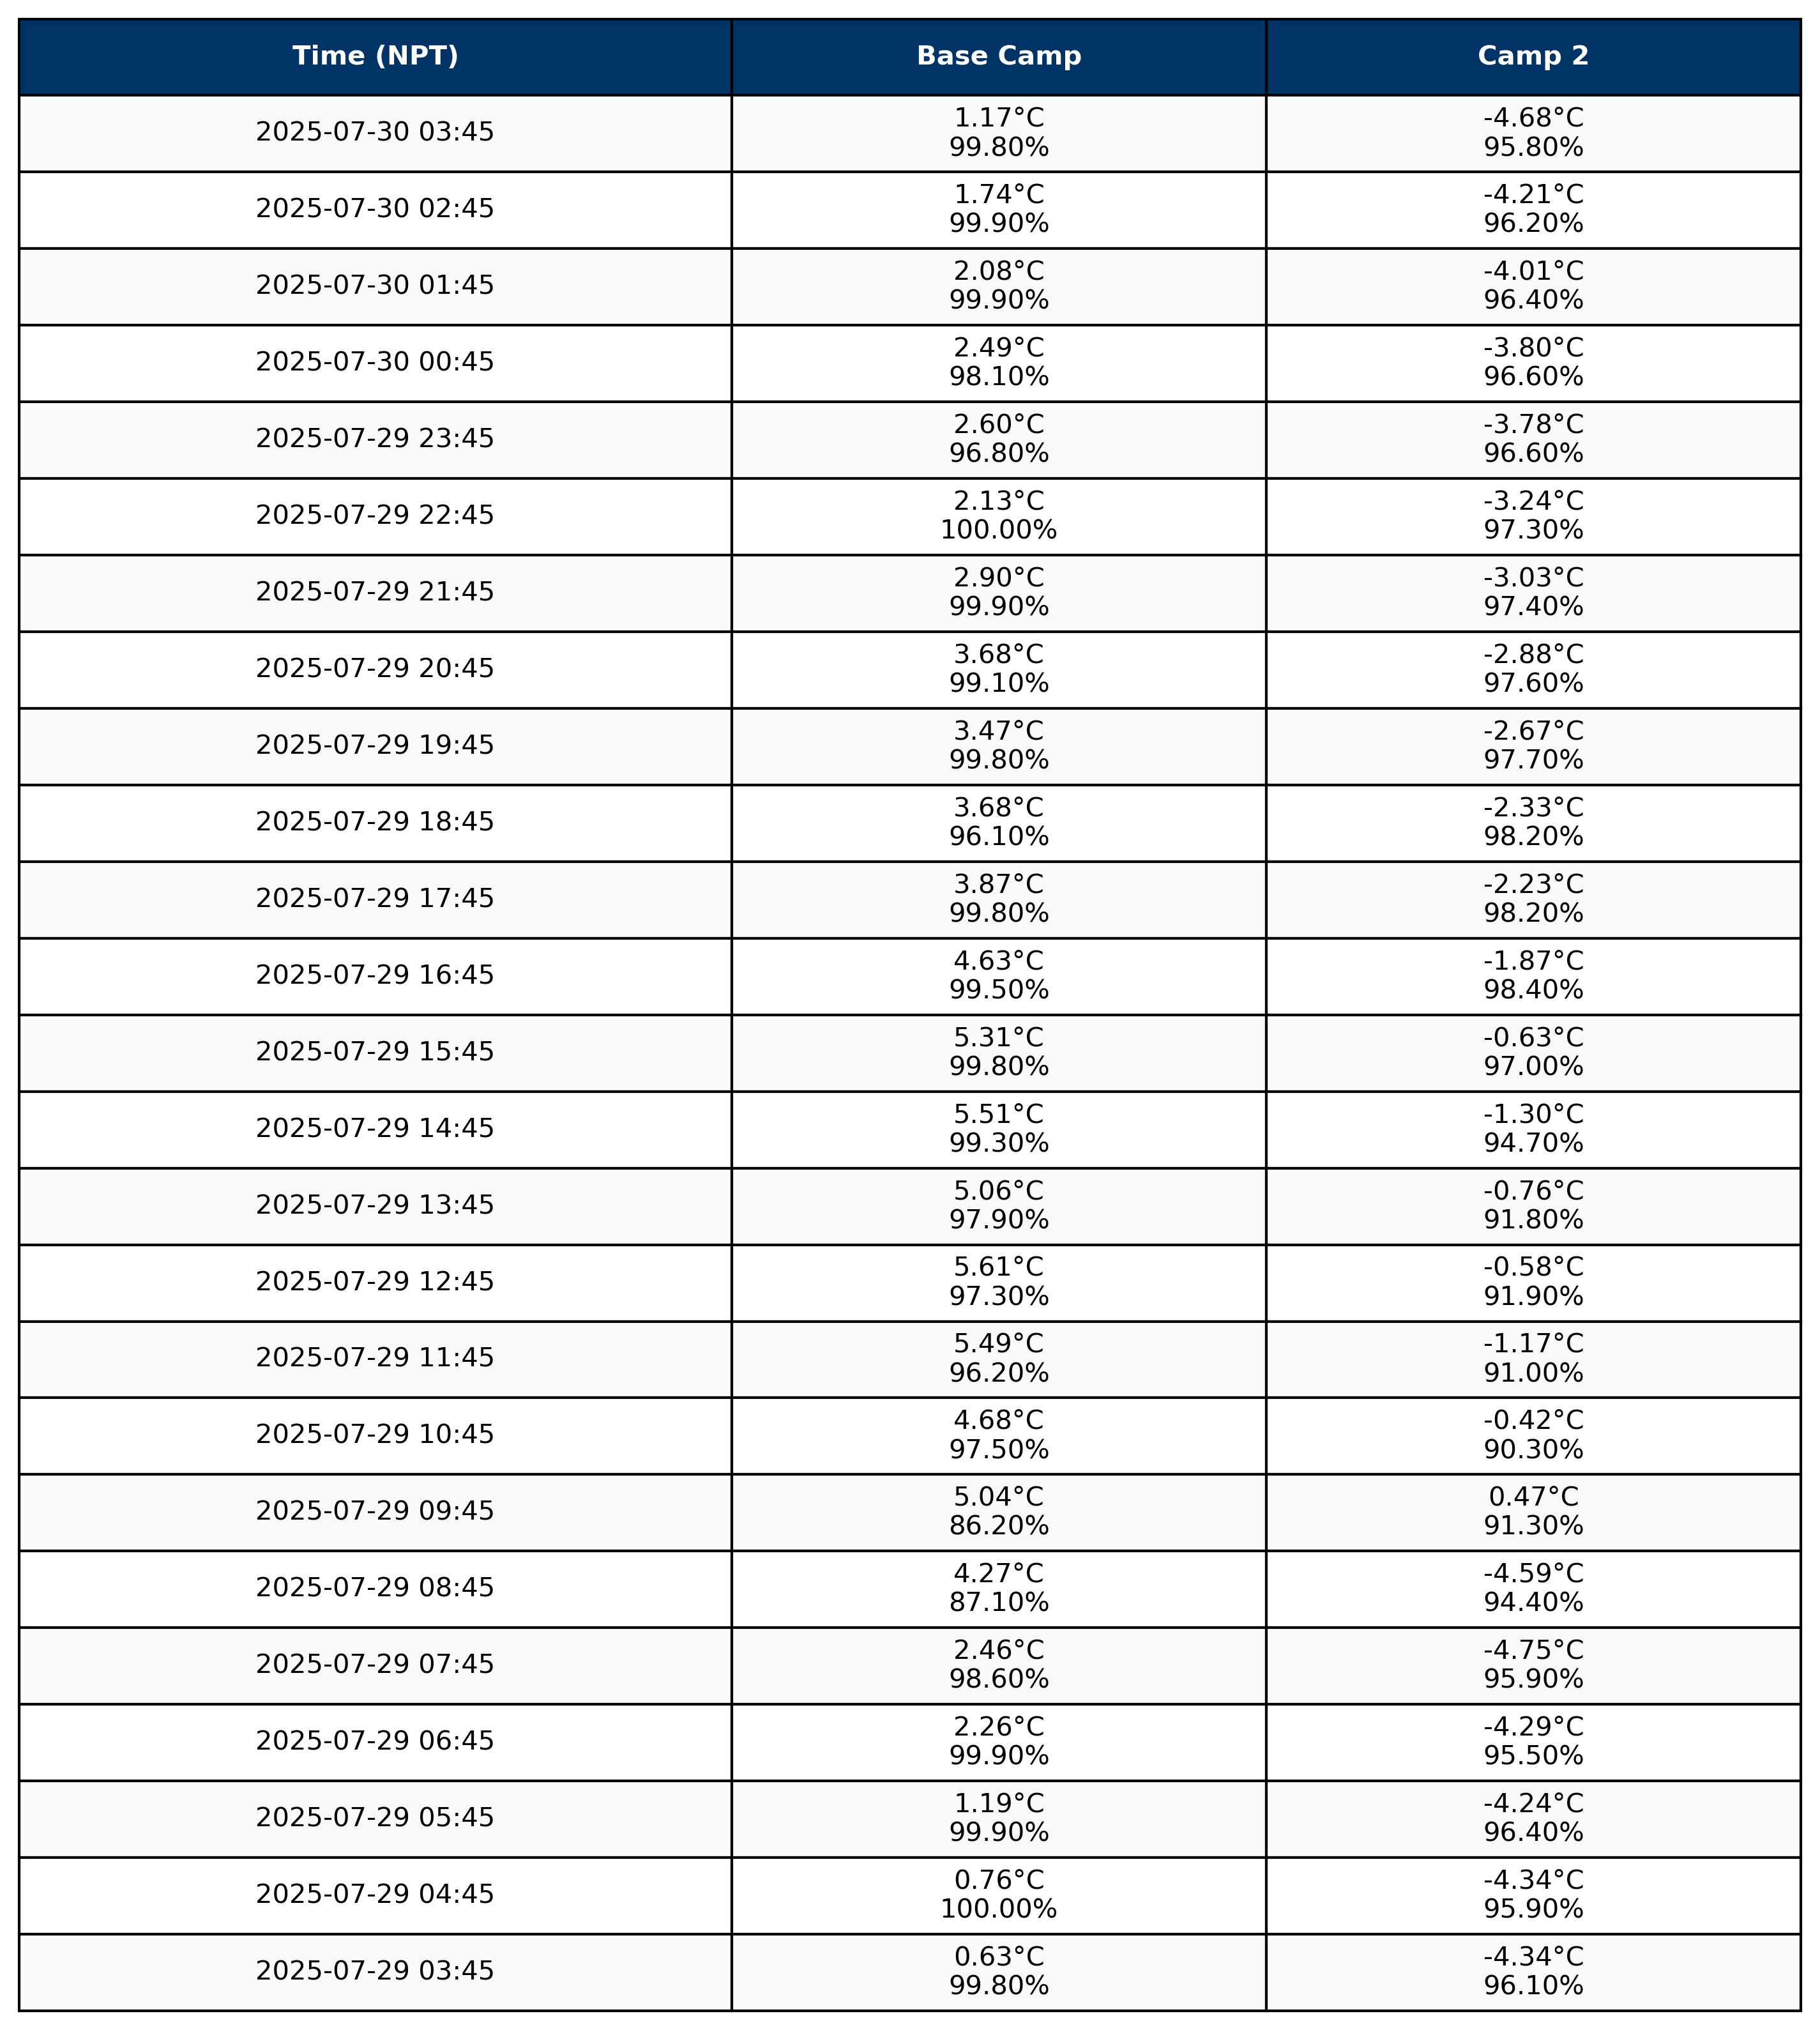 Time (NPT) Base Camp Camp 2
2025-07-30 03:45 1.17°C -4.68°C
99.80% 95.80%
2025-07-30 02:45 1.74°C -4.21°C
99.90% 96.20%
2025-07-30 01:45 2.08°C -4.01°C
99.90% 96.40%
2025-07-30 00:45 2.49°C -3.80°C
98.10% 96.60%
2025-07-29 23:45 2.60°C -3.78°C
96.80% 96.60%
2025-07-29 22:45 2.13°C -3.24°C
100.00% 97.30%
2025-07-29 21:45 2.90°C -3.03°C
99.90% 97.40%
2025-07-29 20:45 3.68°C -2.88°C
99.10% 97.60%
2025-07-29 19:45 3.47°C -2.67°C
99.80% 97.70%
2025-07-29 18:45 3.68°C -2.33°C
96.10% 98.20%
2025-07-29 17:45 3.87°C -2.23°C
99.80% 98.20%
2025-07-29 16:45 4.63°C -1.87°C
99.50% 98.40%
2025-07-29 15:45 5.31°C -0.63°C
99.80% 97.00%
2025-07-29 14:45 5.51°C -1.30°C
99.30% 94.70%
2025-07-29 13:45 5.06°C -0.76°C
97.90% 91.80%
2025-07-29 12:45 5.61°C -0.58°C
97.30% 91.90%
2025-07-29 11:45 5.49°C -1.17°C
96.20% 91.00%
2025-07-29 10:45 4.68°C -0.42°C
97.50% 90.30%
2025-07-29 09:45 5.04°C 0.47°C
86.20% 91.30%
2025-07-29 08:45 4.27°C -4.59°C
87.10% 94.40%
2025-07-29 07:45 2.46°C -4.75°C
98.60% 95.90%
2025-07-29 06:45 2.26°C -4.29°C
99.90% 95.50%
2025-07-29 05:45 1.19°C -4.24°C
99.90% 96.40%
2025-07-29 04:45 0.76°C -4.34°C
100.00% 95.90%
2025-07-29 03:45 0.63°C -4.34°C
99.80% 96.10%